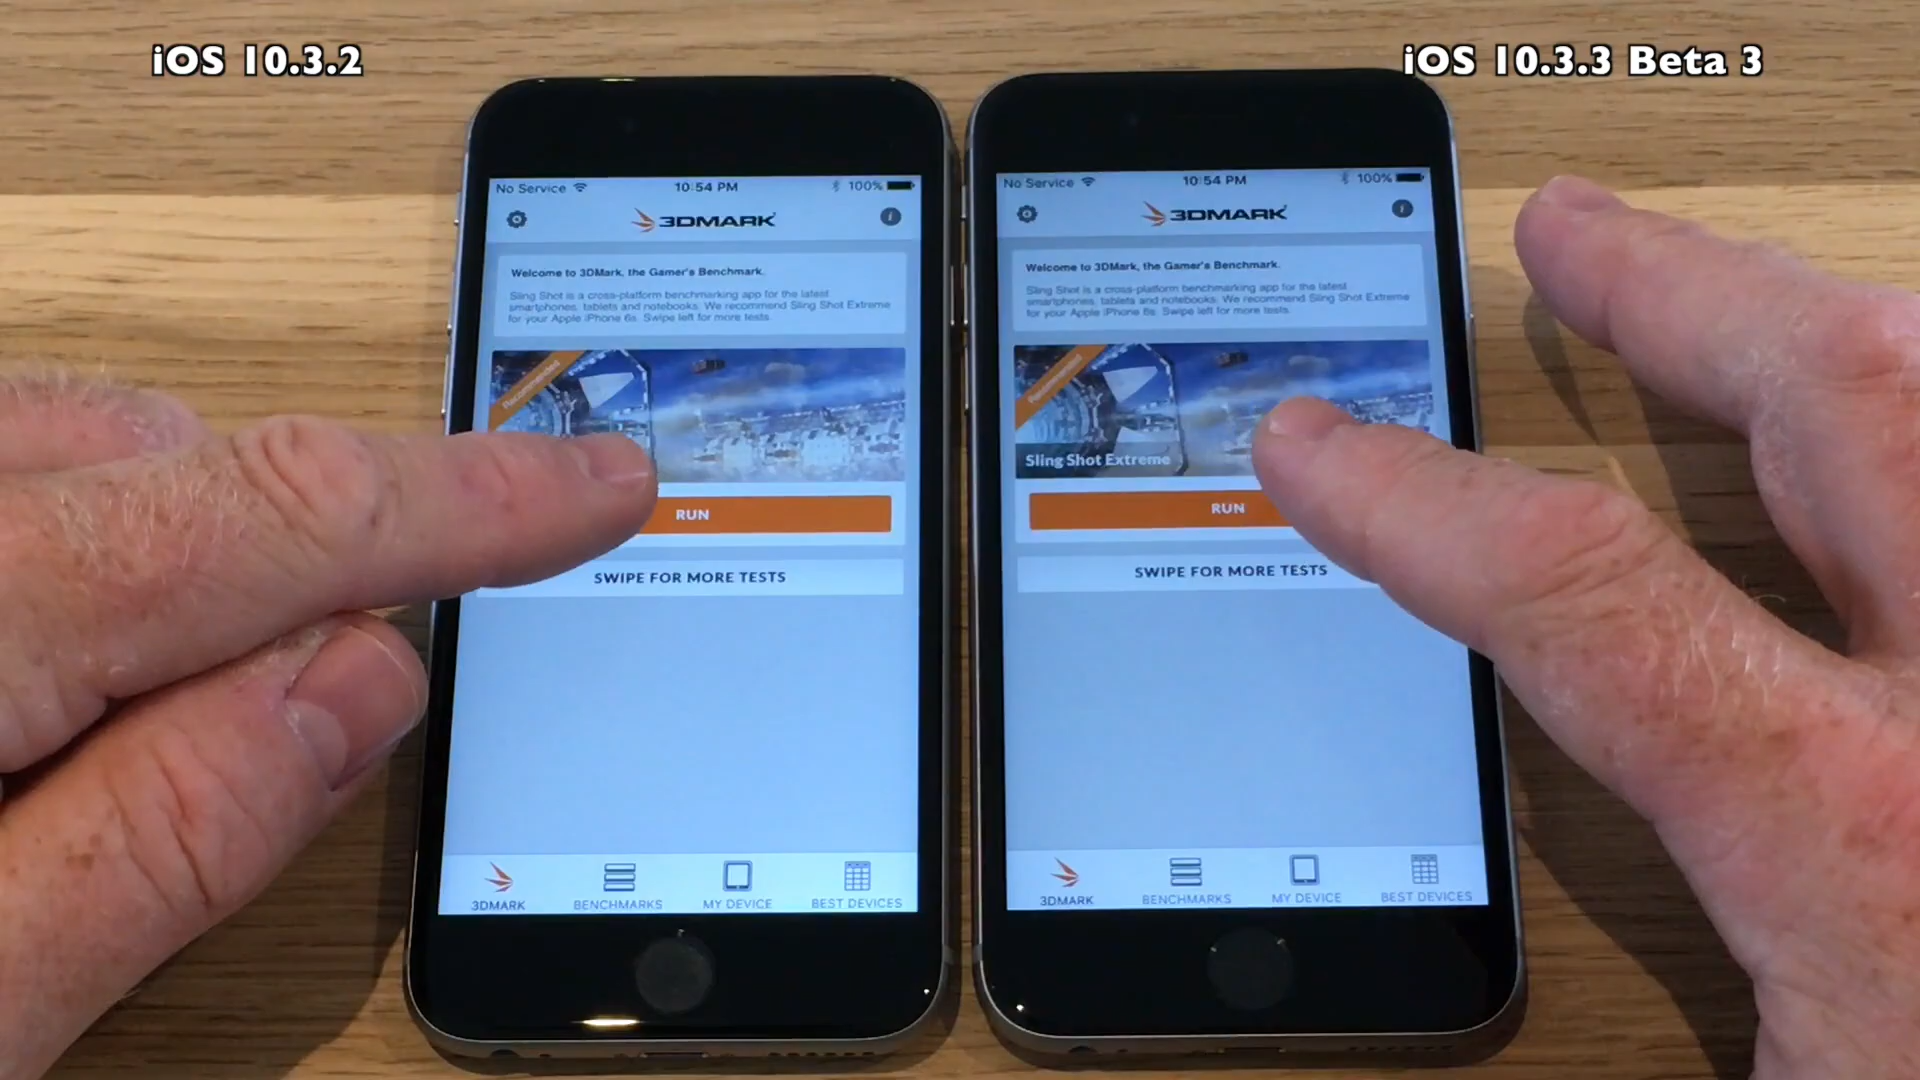 iOS 10.3.2
iOS 10.3.3 Beta 3
No Service 10:54 PM 100%
3DMARK
Welcome to 3DMark, the Gamer's Benchmark.
Sling Shot is a cross-platform benchmarking app for the latest
smartphones, tablets and notebooks. We recommend Sling Shot Extreme
for your Apple iPhone 6s. Swipe left for more tests.
Recommended
RUN
SWIPE FOR MORE TESTS
3DMARK BENCHMARKS MY DEVICE BEST DEVICES
No Service 10:54 PM 100%
3DMARK
Welcome to 3DMark, the Gamer's Benchmark.
Sling Shot is a cross-platform benchmarking app for the latest
smartphones, tablets and notebooks. We recommend Sling Shot Extreme
for your Apple iPhone 6s. Swipe left for more tests.
Recommended
Sling Shot Extreme
RUN
SWIPE FOR MORE TESTS
3DMARK BENCHMARKS MY DEVICE BEST DEVICES